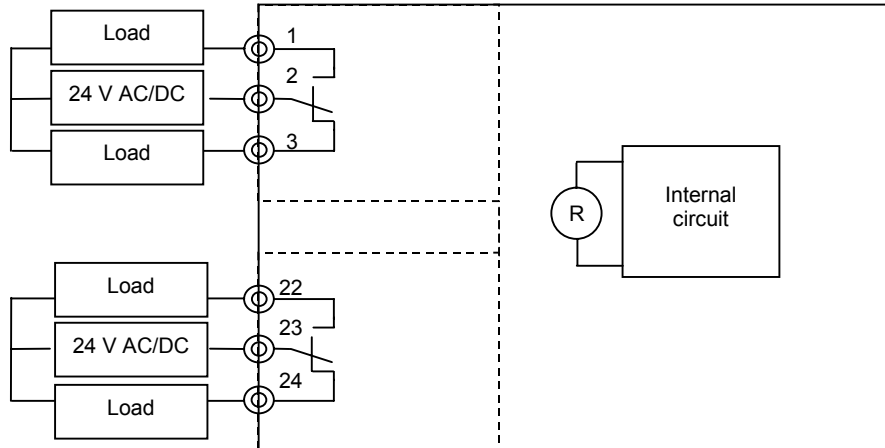 Load
1
24 V AC/DC
2
Load
3
R
Internal
circuit
Load
22
24 V AC/DC
23
Load
24